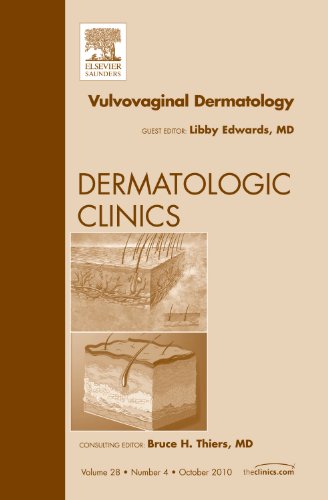 ELSEVIER
SAUNDERS
Vulvovaginal Dermatology
GUEST EDITOR: Libby Edwards, MD
DERMATOLOGIC
CLINICS
CONSULTING EDITOR: Bruce H. Thiers, MD
Volume 28 • Number 4 • October 2010
theclinics.com